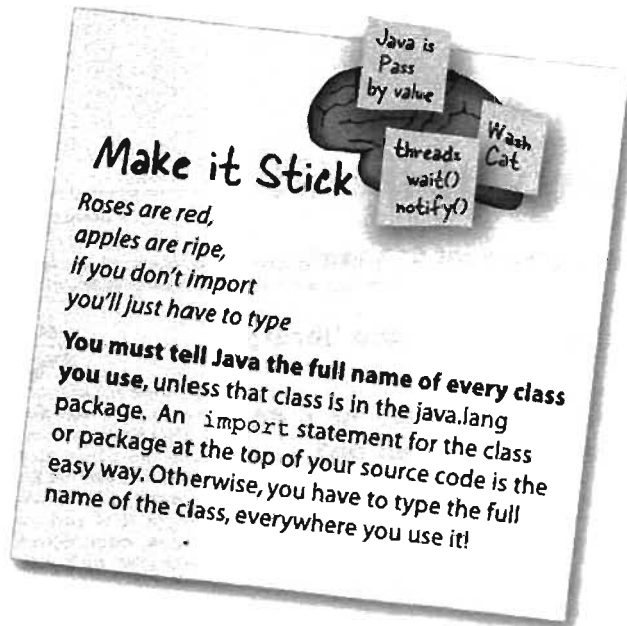 Java is
Pass
by value
Wash
Cat
threads
wait()
notify()
Make it Stick
Roses are red,
apples are ripe,
if you don't import
you'll just have to type
You must tell Java the full name of every class
you use, unless that class is in the java.lang
package. An import statement for the class
or package at the top of your source code is the
easy way. Otherwise, you have to type the full
name of the class, everywhere you use it!